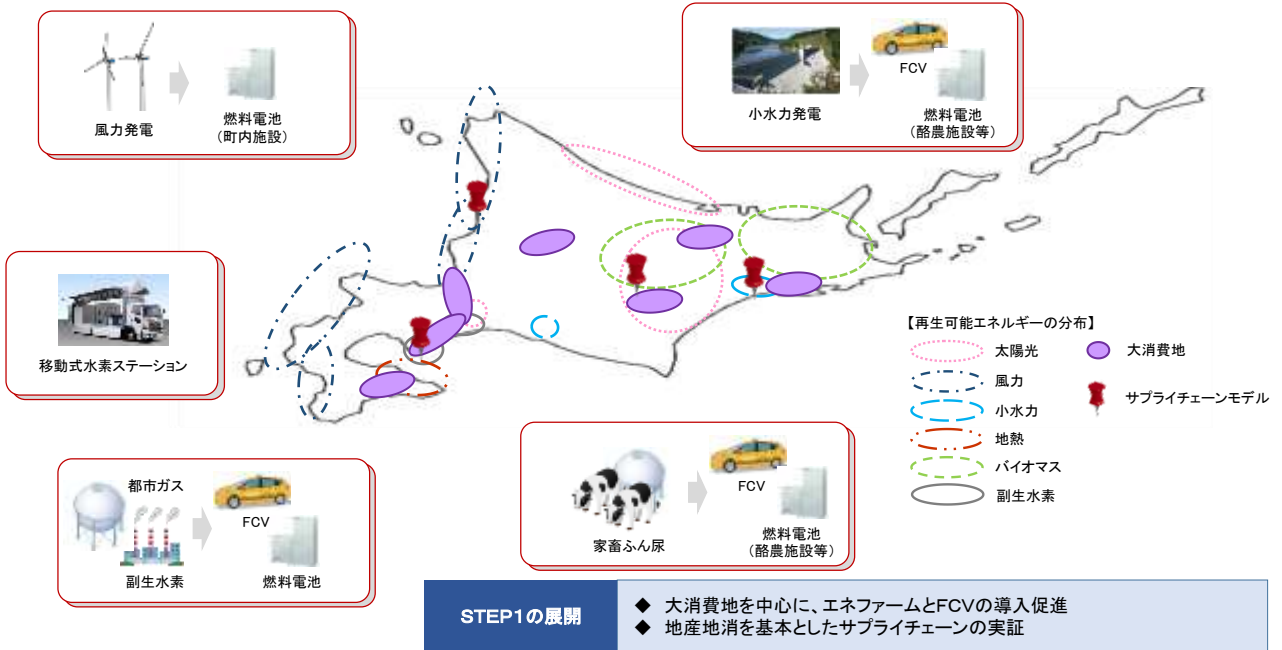 風力発電
燃料電池
(町内施設)
小水力発電
FCV
燃料電池
(酪農施設等)
移動式水素ステーション
【再生可能エネルギーの分布】
太陽光
大消費地
風力
サプライチェーンモデル
小水力
地熱
バイオマス
副生水素
都市ガス
FCV
副生水素
燃料電池
家畜ふん尿
FCV
燃料電池
(酪農施設等)
STEP1の展開
◆ 大消費地を中心に、エネファームとFCVの導入促進
◆ 地産地消を基本としたサプライチェーンの実証